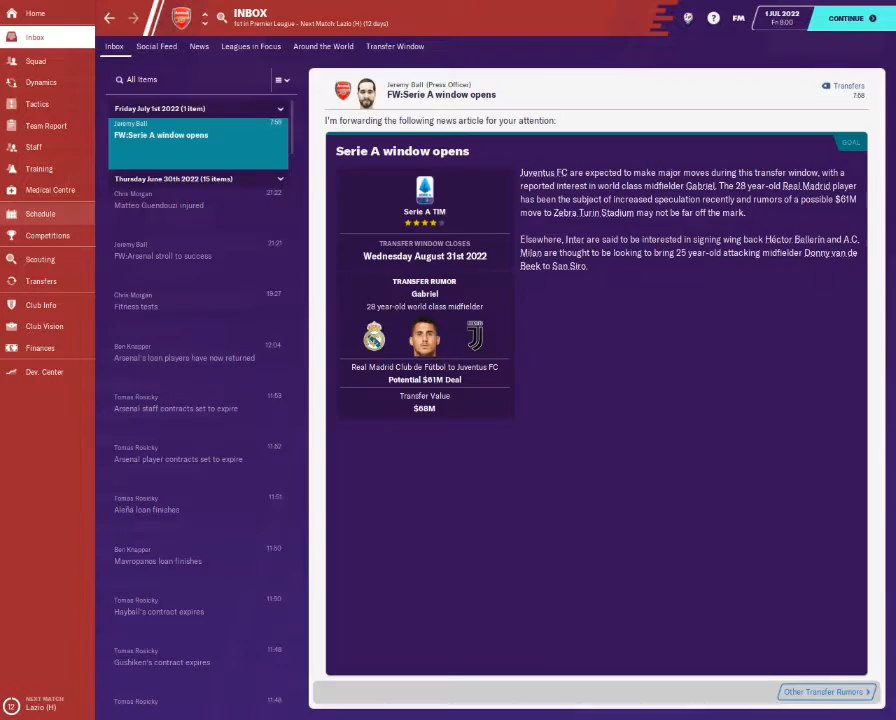 Home
Inbox
Squad
Dynamics
Tactics
Team Report
Staff
Training
Medical Centre
Schedule
Competitions
Scouting
Transfers
Club Info
Club Vision
Finances
Dev. Center
12
NEXT MATCH
Lazio (H)
INBOX
1st in Premier League - Next Match: Lazio (H) (12 days)
?
FM
1 JUL 2022
Fri 8:00
CONTINUE
Inbox
Social Feed
News
Leagues in Focus
Around the World
Transfer Window
All Items
Friday July 1st 2022 (1 item)
Jeremy Ball
7:58
FW:Serie A window opens
Thursday June 30th 2022 (15 items)
Chris Morgan
21:22
Matteo Guendouzi injured
Jeremy Ball
21:21
FW:Arsenal stroll to success
Chris Morgan
19:27
Fitness tests
Ben Knapper
12:04
Arsenal's loan players have now returned
Tomas Rosicky
11:53
Arsenal staff contracts set to expire
Tomas Rosicky
11:52
Arsenal player contracts set to expire
Tomas Rosicky
11:51
Aleñá loan finishes
Ben Knapper
11:50
Mavropanos loan finishes
Tomas Rosicky
11:50
Hayball's contract expires
Tomas Rosicky
11:48
Gushiken's contract expires
Tomas Rosicky
11:48
Jeremy Ball (Press Officer)
FW:Serie A window opens
Transfers
7:58
I'm forwarding the following news article for your attention:
GOAL
Serie A window opens
Serie A TIM
TRANSFER WINDOW CLOSES
Wednesday August 31st 2022
TRANSFER RUMOR
Gabriel
28 year-old world class midfielder
Real Madrid Club de Fútbol to Juventus FC
Potential $61M Deal
Transfer Value
$68M
Juventus FC are expected to make major moves during this transfer window, with a
reported interest in world class midfielder Gabriel. The 28 year-old Real Madrid player
has been the subject of increased speculation recently and rumors of a possible $61M
move to Zebra Turin Stadium may not be far off the mark.
Elsewhere, Inter are said to be interested in signing wing back Héctor Bellerín and A.C.
Milan are thought to be looking to bring 25 year-old attacking midfielder Donny van de
Beek to San Siro.
Other Transfer Rumors